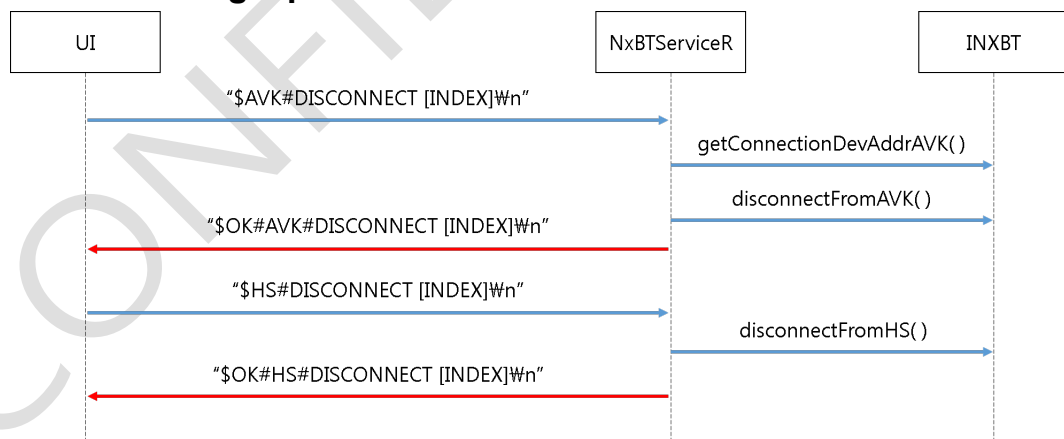 UI
NxBTServiceR
INXBT
“$AVK#DISCONNECT [INDEX]₩n”
getConnectionDevAddrAVK( )
disconnectFromAVK( )
“$OK#AVK#DISCONNECT [INDEX]₩n”
“$HS#DISCONNECT [INDEX]₩n”
disconnectFromHS( )
“$OK#HS#DISCONNECT [INDEX]₩n”